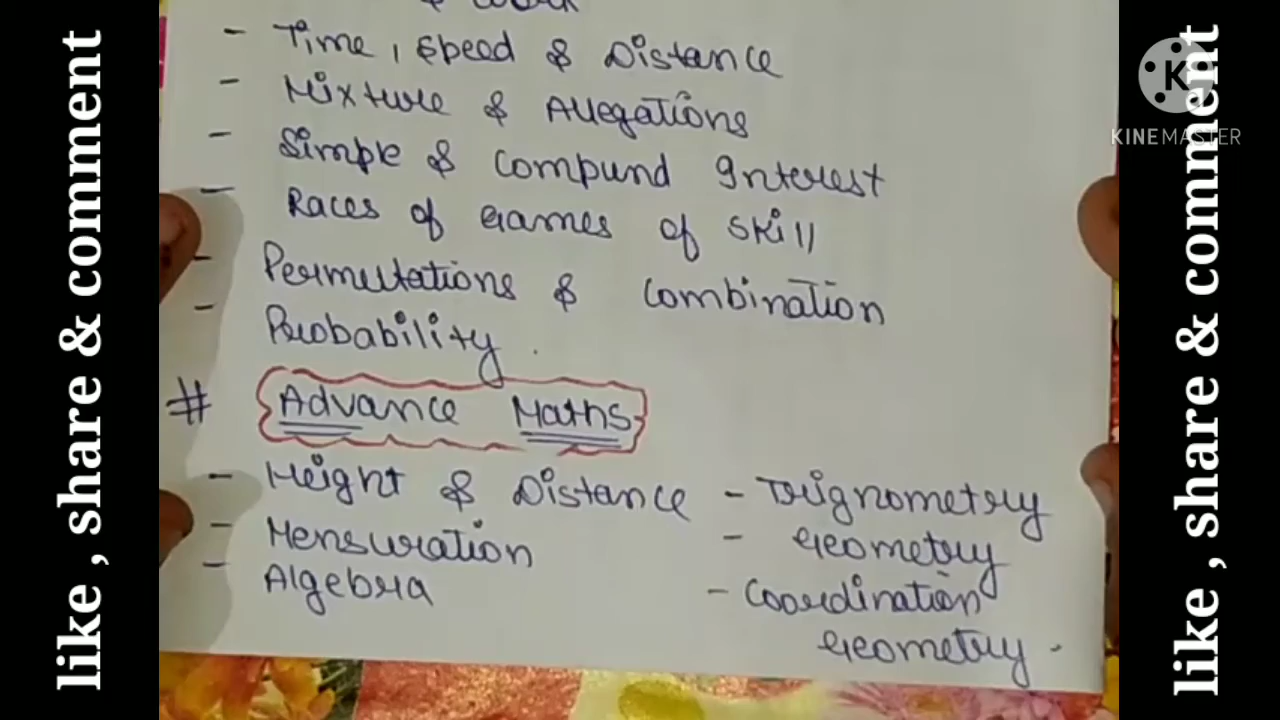 & Work
- Time, Speed & Distance
- Mixture & Allegations
- Simple & Compund Interest
- Races of Games of Skill
- Permutations & Combination
- Probability.
# Advance Maths
- Height & Distance - Trignometry
- Mensuration - Geometry
- Algebra - Coordination
Geometry.
like , share & comment
like , share & comment
K
KINEMASTER